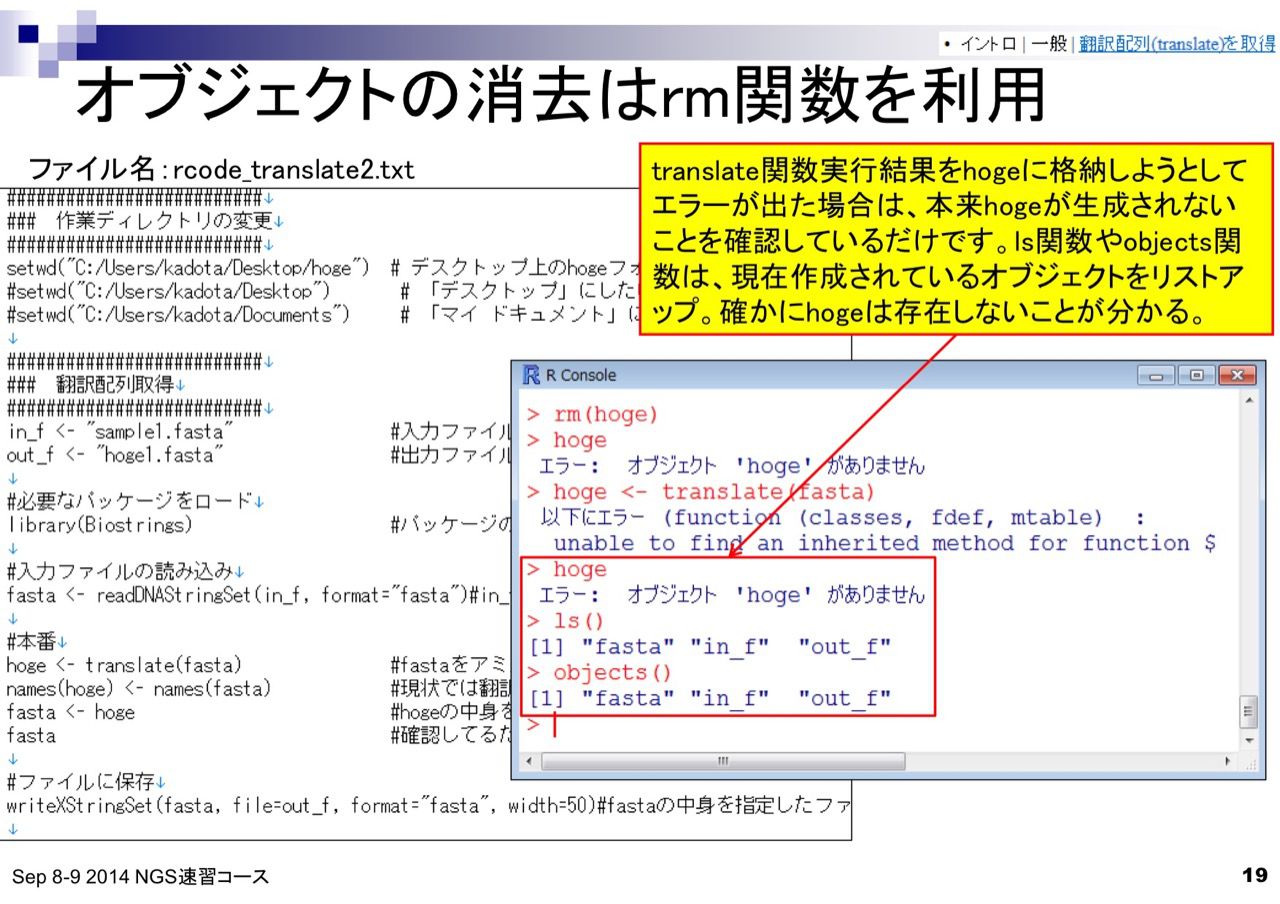 • イントロ | 一般 | 翻訳配列(translate)を取得
オブジェクトの消去はrm関数を利用
ファイル名：rcode_translate2.txt
translate関数実行結果をhogeに格納しようとして
エラーが出た場合は、本来hogeが生成されない
ことを確認しているだけです。ls関数やobjects関
数は、現在作成されているオブジェクトをリストア
ップ。確かにhogeは存在しないことが分かる。
##########################↓
### 作業ディレクトリの変更↓
##########################↓
setwd("C:/Users/kadota/Desktop/hoge") # デスクトップ上のhogeフォ
#setwd("C:/Users/kadota/Desktop") # 「デスクトップ」にした
#setwd("C:/Users/kadota/Documents") # 「マイ ドキュメント」に
↓
##########################↓
### 翻訳配列取得↓
##########################↓
in_f <- "sample1.fasta" #入力ファイル
out_f <- "hoge1.fasta" #出力ファイル
↓
#必要なパッケージをロード↓
library(Biostrings) #パッケージの
↓
#入力ファイルの読み込み↓
fasta <- readDNAStringSet(in_f, format="fasta")#in_
↓
#本番↓
hoge <- translate(fasta) #fastaをアミ
names(hoge) <- names(fasta) #現状では翻訳
fasta <- hoge #hogeの中身を
fasta #確認してるだ
↓
#ファイルに保存↓
writeXStringSet(fasta, file=out_f, format="fasta", width=50)#fastaの中身を指定したファ
↓
R Console
> rm(hoge)
> hoge
エラー: オブジェクト 'hoge' がありません
> hoge <- translate(fasta)
以下にエラー (function (classes, fdef, mtable) :
unable to find an inherited method for function $
> hoge
エラー: オブジェクト 'hoge' がありません
> ls()
[1] "fasta" "in_f" "out_f"
> objects()
[1] "fasta" "in_f" "out_f"
>
Sep 8-9 2014 NGS速習コース
19